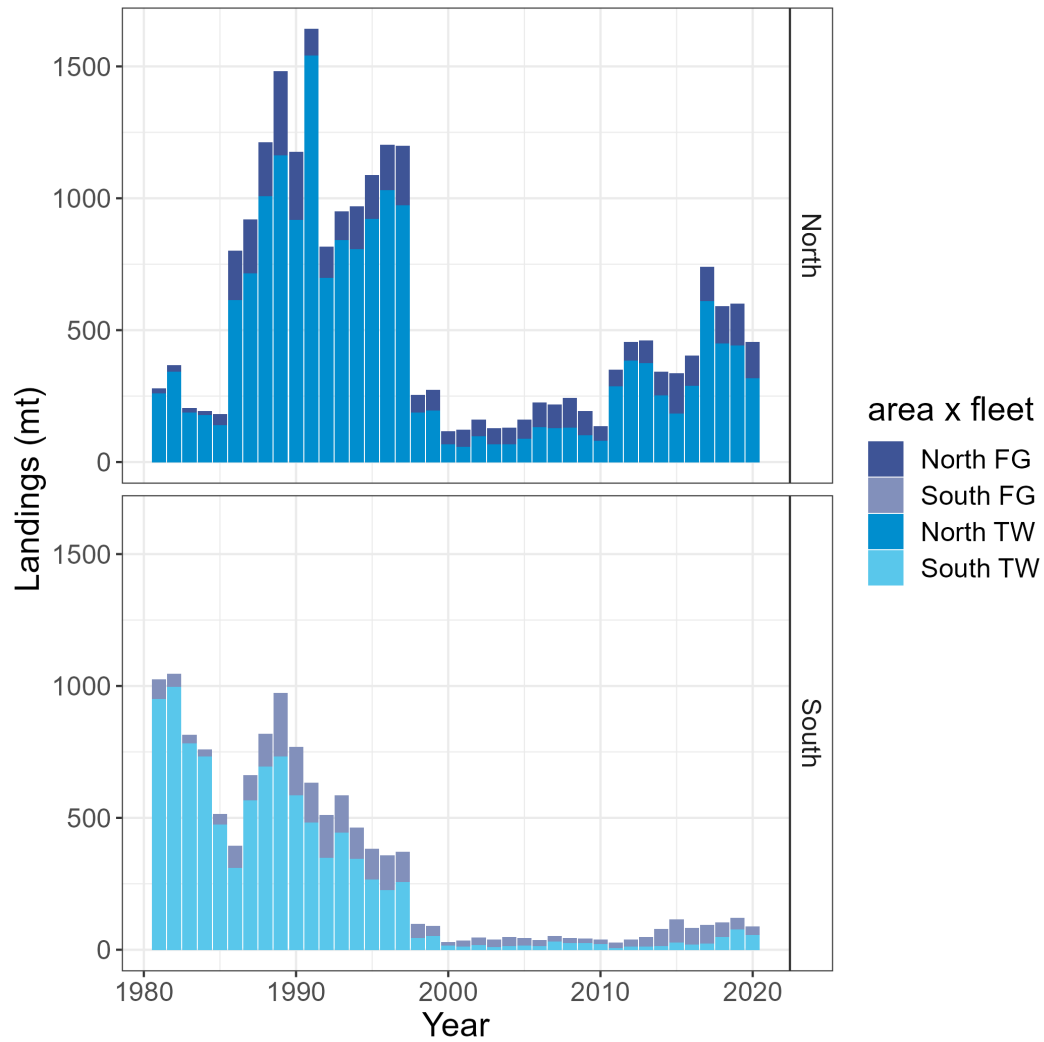 Landings (mt)
1500
1000
500
0
North
1500
1000
500
0
South
1980
1990
2000
2010
2020
Year
area x fleet
North FG
South FG
North TW
South TW